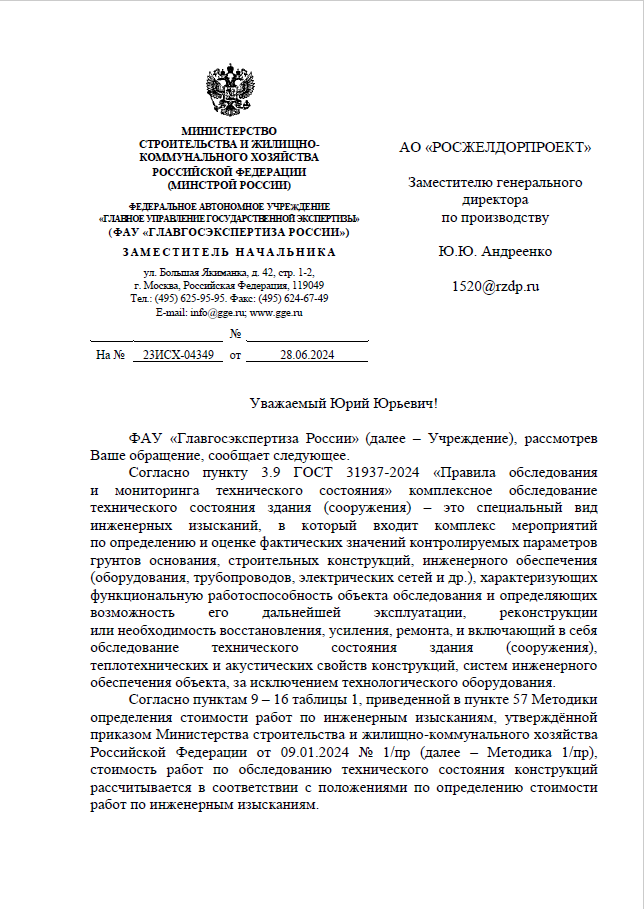 МИНИСТЕРСТВО
СТРОИТЕЛЬСТВА И ЖИЛИЩНО-
КОММУНАЛЬНОГО ХОЗЯЙСТВА
РОССИЙСКОЙ ФЕДЕРАЦИИ
(МИНСТРОЙ РОССИИ)
ФЕДЕРАЛЬНОЕ АВТОНОМНОЕ УЧРЕЖДЕНИЕ
«ГЛАВНОЕ УПРАВЛЕНИЕ ГОСУДАРСТВЕННОЙ ЭКСПЕРТИЗЫ»
(ФАУ «ГЛАВГОСЭКСПЕРТИЗА РОССИИ»)
ЗАМЕСТИТЕЛЬ НАЧАЛЬНИКА
ул. Большая Якиманка, д. 42, стр. 1-2,
г. Москва, Российская Федерация, 119049
Тел.: (495) 625-95-95. Факс: (495) 624-67-49
E-mail: info@gge.ru; www.gge.ru
№
На № 23ИСХ-04349 от 28.06.2024
АО «РОСЖЕЛДОРПРОЕКТ»
Заместителю генерального
директора
по производству
Ю.Ю. Андреенко
1520@rzdp.ru
Уважаемый Юрий Юрьевич!
ФАУ «Главгосэкспертиза России» (далее – Учреждение), рассмотрев
Ваше обращение, сообщает следующее.
Согласно пункту 3.9 ГОСТ 31937-2024 «Правила обследования
и мониторинга технического состояния» комплексное обследование
технического состояния здания (сооружения) – это специальный вид
инженерных изысканий, в который входит комплекс мероприятий
по определению и оценке фактических значений контролируемых параметров
грунтов основания, строительных конструкций, инженерного обеспечения
(оборудования, трубопроводов, электрических сетей и др.), характеризующих
функциональную работоспособность объекта обследования и определяющих
возможность его дальнейшей эксплуатации, реконструкции
или необходимость восстановления, усиления, ремонта, и включающий в себя
обследование технического состояния здания (сооружения),
теплотехнических и акустических свойств конструкций, систем инженерного
обеспечения объекта, за исключением технологического оборудования.
Согласно пунктам 9 – 16 таблицы 1, приведенной в пункте 57 Методики
определения стоимости работ по инженерным изысканиям, утверждённой
приказом Министерства строительства и жилищно-коммунального хозяйства
Российской Федерации от 09.01.2024 № 1/пр (далее – Методика 1/пр),
стоимость работ по обследованию технического состояния конструкций
рассчитывается в соответствии с положениями по определению стоимости
работ по инженерным изысканиям.